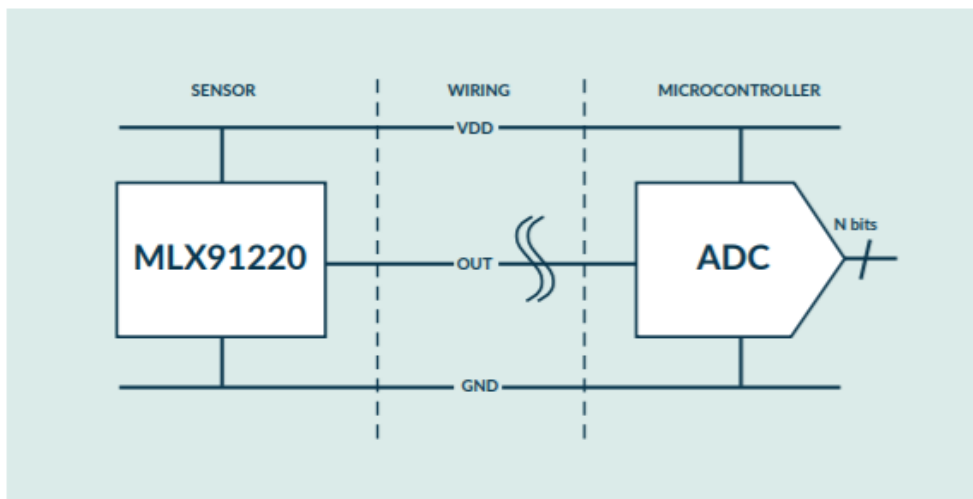 SENSOR
WIRING
MICROCONTROLLER
VDD
N bits
MLX91220
OUT
ADC
GND